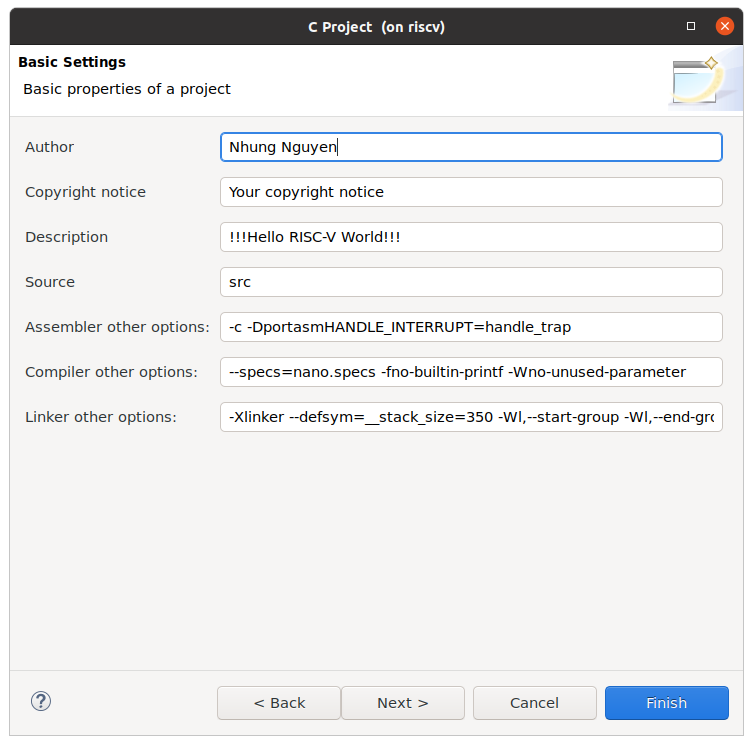 C Project (on riscv)
Basic Settings
Basic properties of a project
Author Nhung Nguyen
Copyright notice Your copyright notice
Description !!!Hello RISC-V World!!!
Source src
Assembler other options: -c -DportasmHANDLE_INTERRUPT=handle_trap
Compiler other options: --specs=nano.specs -fno-builtin-printf -Wno-unused-parameter
Linker other options: -Xlinker --defsym=__stack_size=350 -Wl,--start-group -Wl,--end-gro
? < Back Next > Cancel Finish